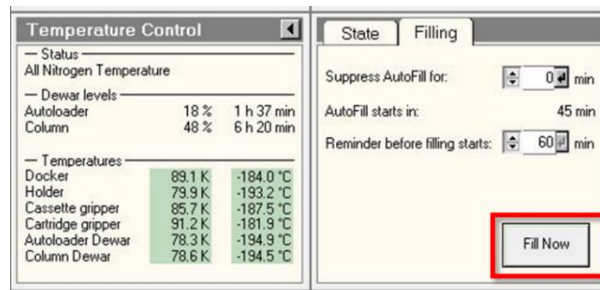 Temperature Control
Status
All Nitrogen Temperature
Dewar levels
Autoloader 18 % 1 h 37 min
Column 48 % 6 h 20 min
Temperatures
Docker 89.1 K -184.0 °C
Holder 79.9 K -193.2 °C
Cassette gripper 85.7 K -187.5 °C
Cartridge gripper 91.2 K -181.9 °C
Autoloader Dewar 78.3 K -194.9 °C
Column Dewar 78.6 K -194.5 °C
State Filling
Suppress AutoFill for: 0 min
AutoFill starts in: 45 min
Reminder before filling starts: 60 min
Fill Now